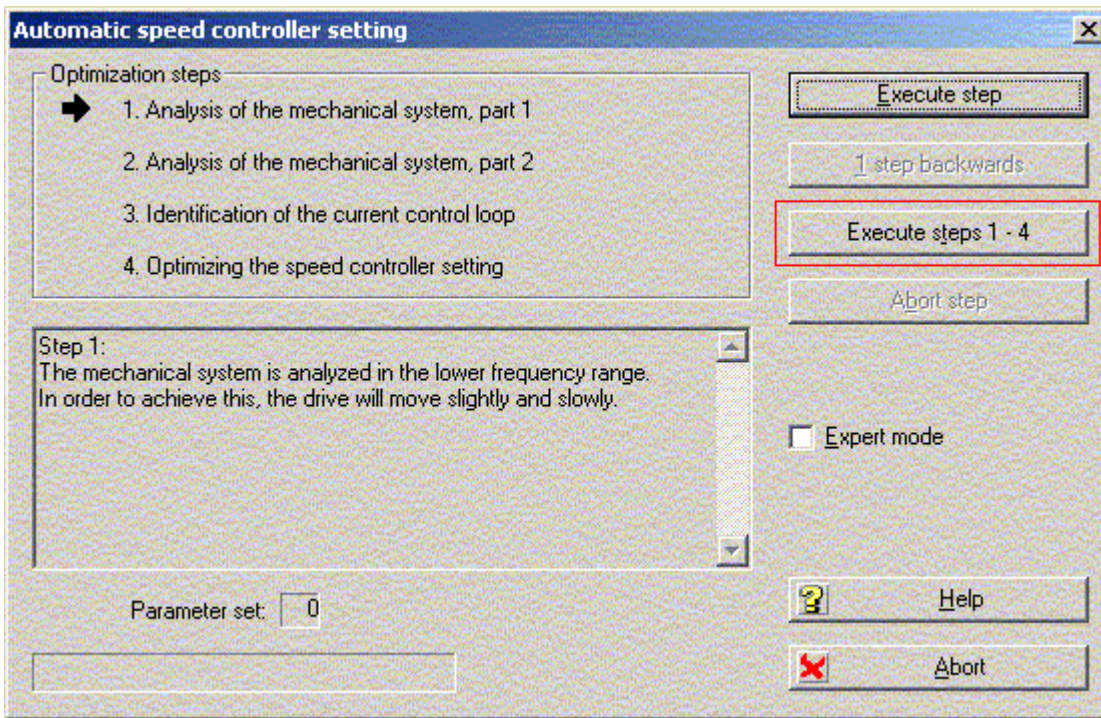 Automatic speed controller setting
Optimization steps
1. Analysis of the mechanical system, part 1
2. Analysis of the mechanical system, part 2
3. Identification of the current control loop
4. Optimizing the speed controller setting
Execute step
1 step backwards
Execute steps 1 - 4
Abort step
Step 1:
The mechanical system is analyzed in the lower frequency range.
In order to achieve this, the drive will move slightly and slowly.
Expert mode
Parameter set: 0
Help
Abort